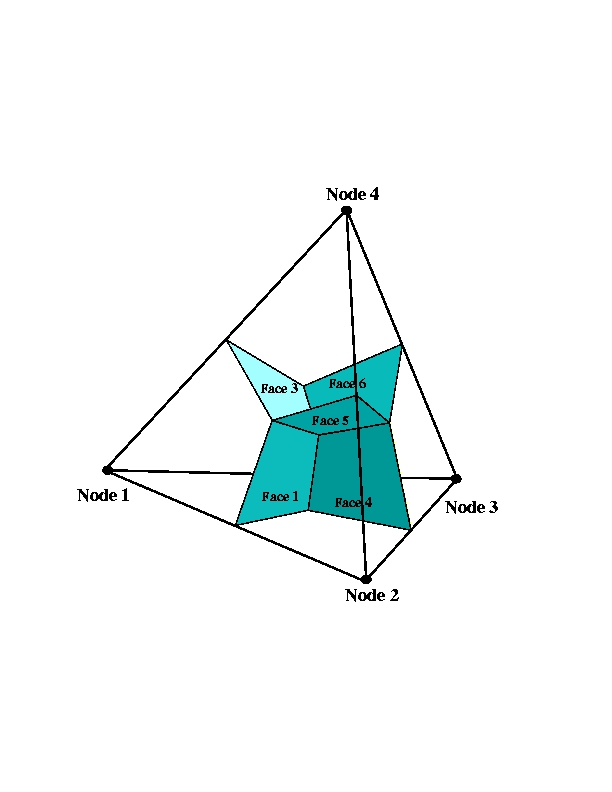 Node 4
Face 3
Face 6
Face 5
Face 1
Face 4
Node 1
Node 3
Node 2